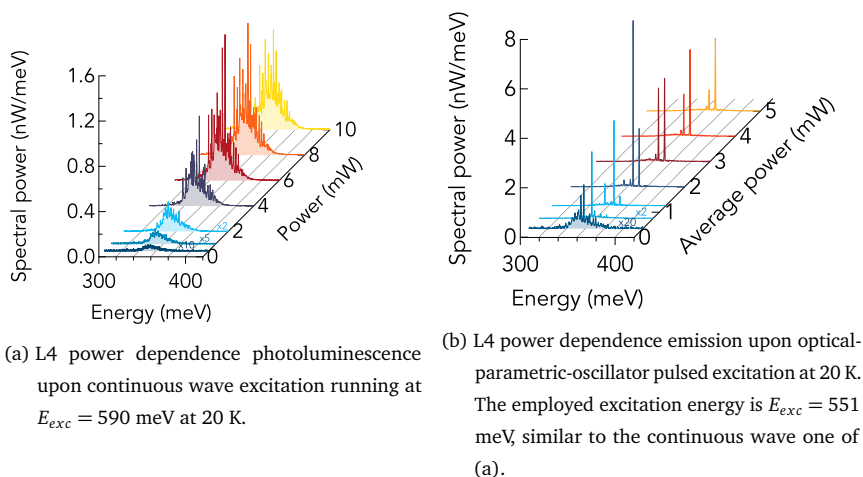 Spectral power (nW/meV)
1.6
1.2
0.8
0.4
0.0
300
400
Energy (meV)
x10
x5
x2
0
2
4
6
8
10
Power (mW)
(a) L4 power dependence photoluminescence
upon continuous wave excitation running at
E_exc = 590 meV at 20 K.
Spectral power (nW/meV)
8
6
4
2
0
300
400
Energy (meV)
x20
x2
0
1
2
3
4
5
Average power (mW)
(b) L4 power dependence emission upon optical-
parametric-oscillator pulsed excitation at 20 K.
The employed excitation energy is E_exc = 551
meV, similar to the continuous wave one of
(a).